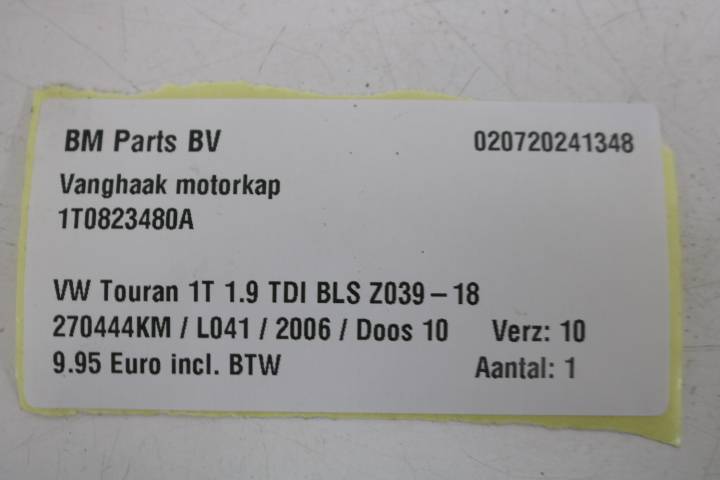 BM Parts BV 020720241348
Vanghaak motorkap
1T0823480A
VW Touran 1T 1.9 TDI BLS Z039-18
270444KM / L041 / 2006 / Doos 10 Verz: 10
9.95 Euro incl. BTW Aantal: 1